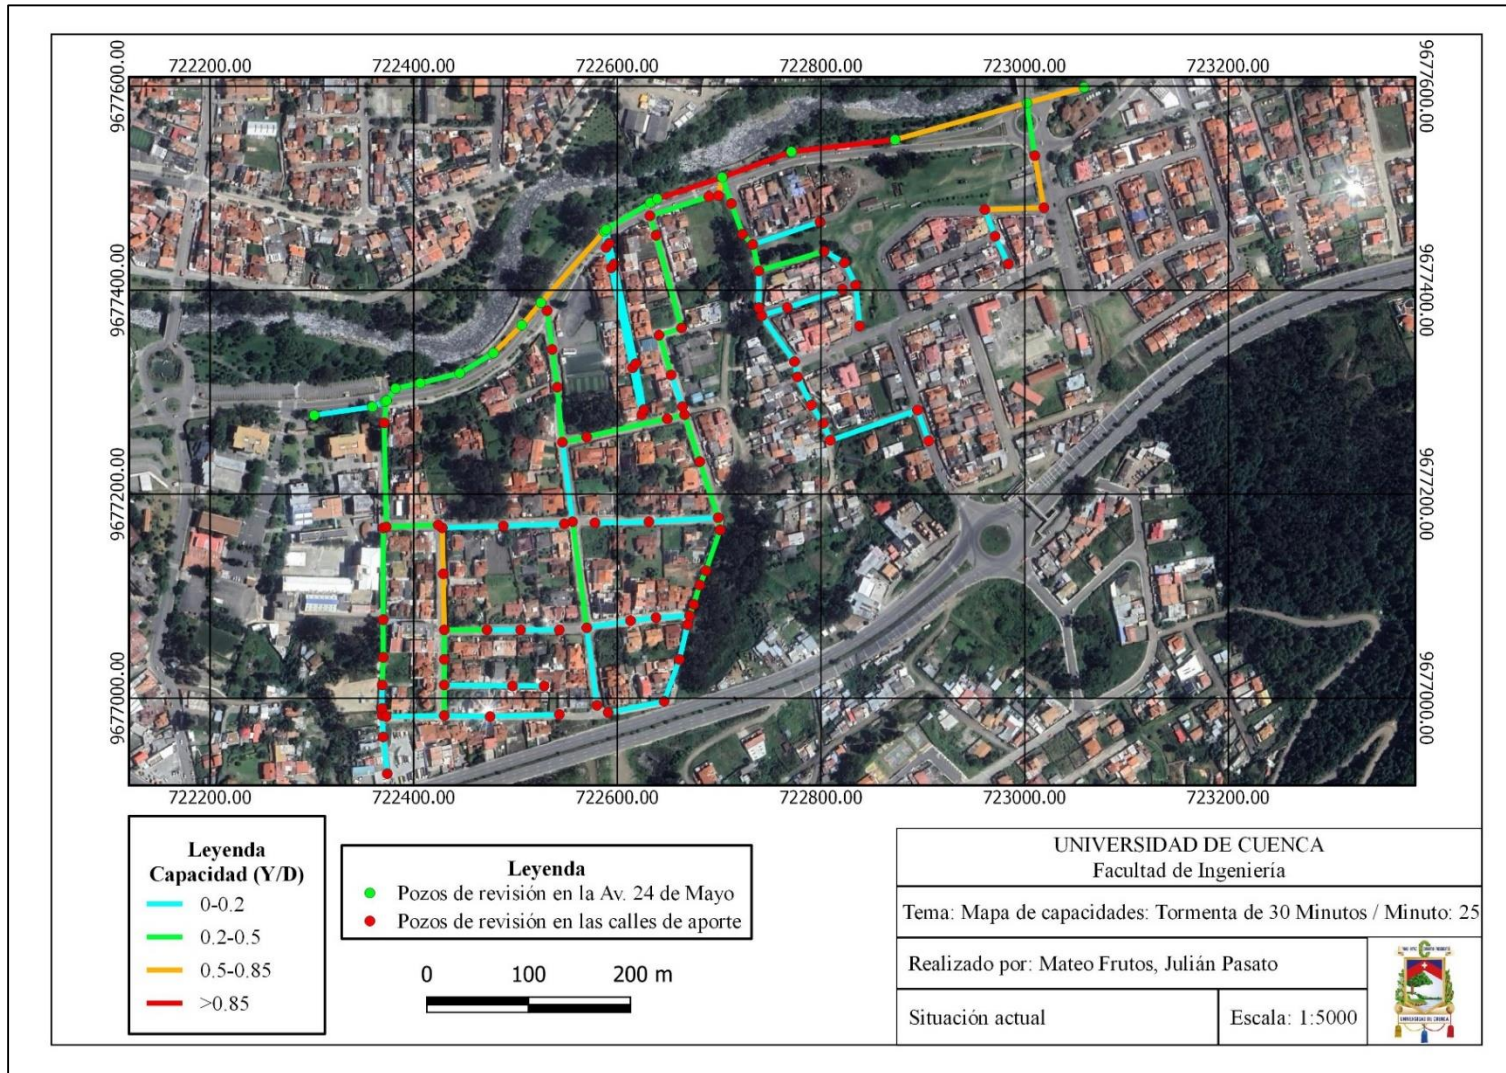 722200.00 722400.00 722600.00 722800.00 723000.00 723200.00
9677600.00 9677600.00
9677400.00 9677400.00
9677200.00 9677200.00
9677000.00 9677000.00
722200.00 722400.00 722600.00 722800.00 723000.00 723200.00
Leyenda
Capacidad (Y/D)
0-0.2
0.2-0.5
0.5-0.85
>0.85
Leyenda
Pozos de revisión en la Av. 24 de Mayo
Pozos de revisión en las calles de aporte
0 100 200 m
UNIVERSIDAD DE CUENCA
Facultad de Ingeniería
Tema: Mapa de capacidades: Tormenta de 30 Minutos / Minuto: 25
Realizado por: Mateo Frutos, Julián Pasato
Situación actual
Escala: 1:5000
UNIVERSIDAD DE CUENCA